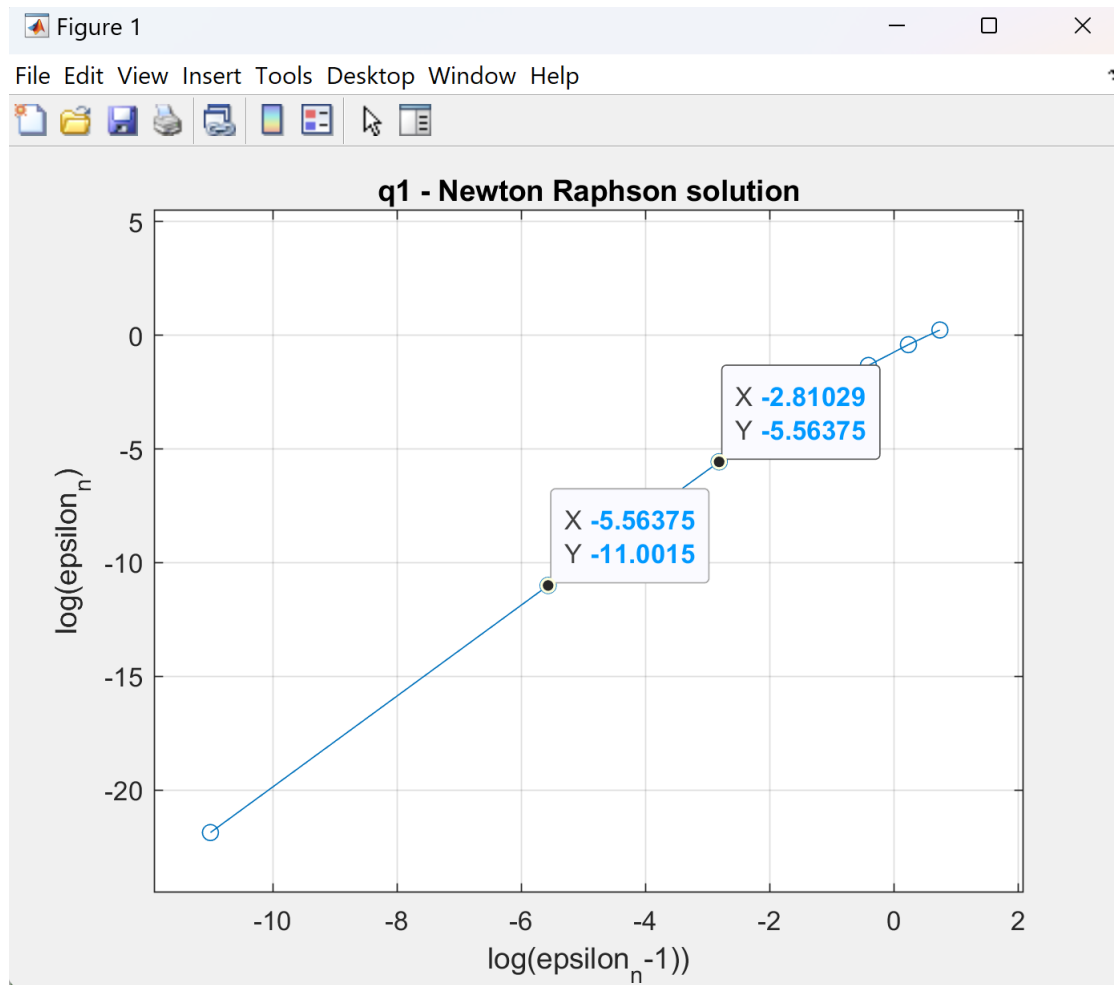 Figure 1
File Edit View Insert Tools Desktop Window Help
q1 - Newton Raphson solution
5
0
-5
-10
-15
-20
log(epsilon_n)
X -2.81029
Y -5.56375
X -5.56375
Y -11.0015
-10 -8 -6 -4 -2 0 2
log(epsilon_n-1))